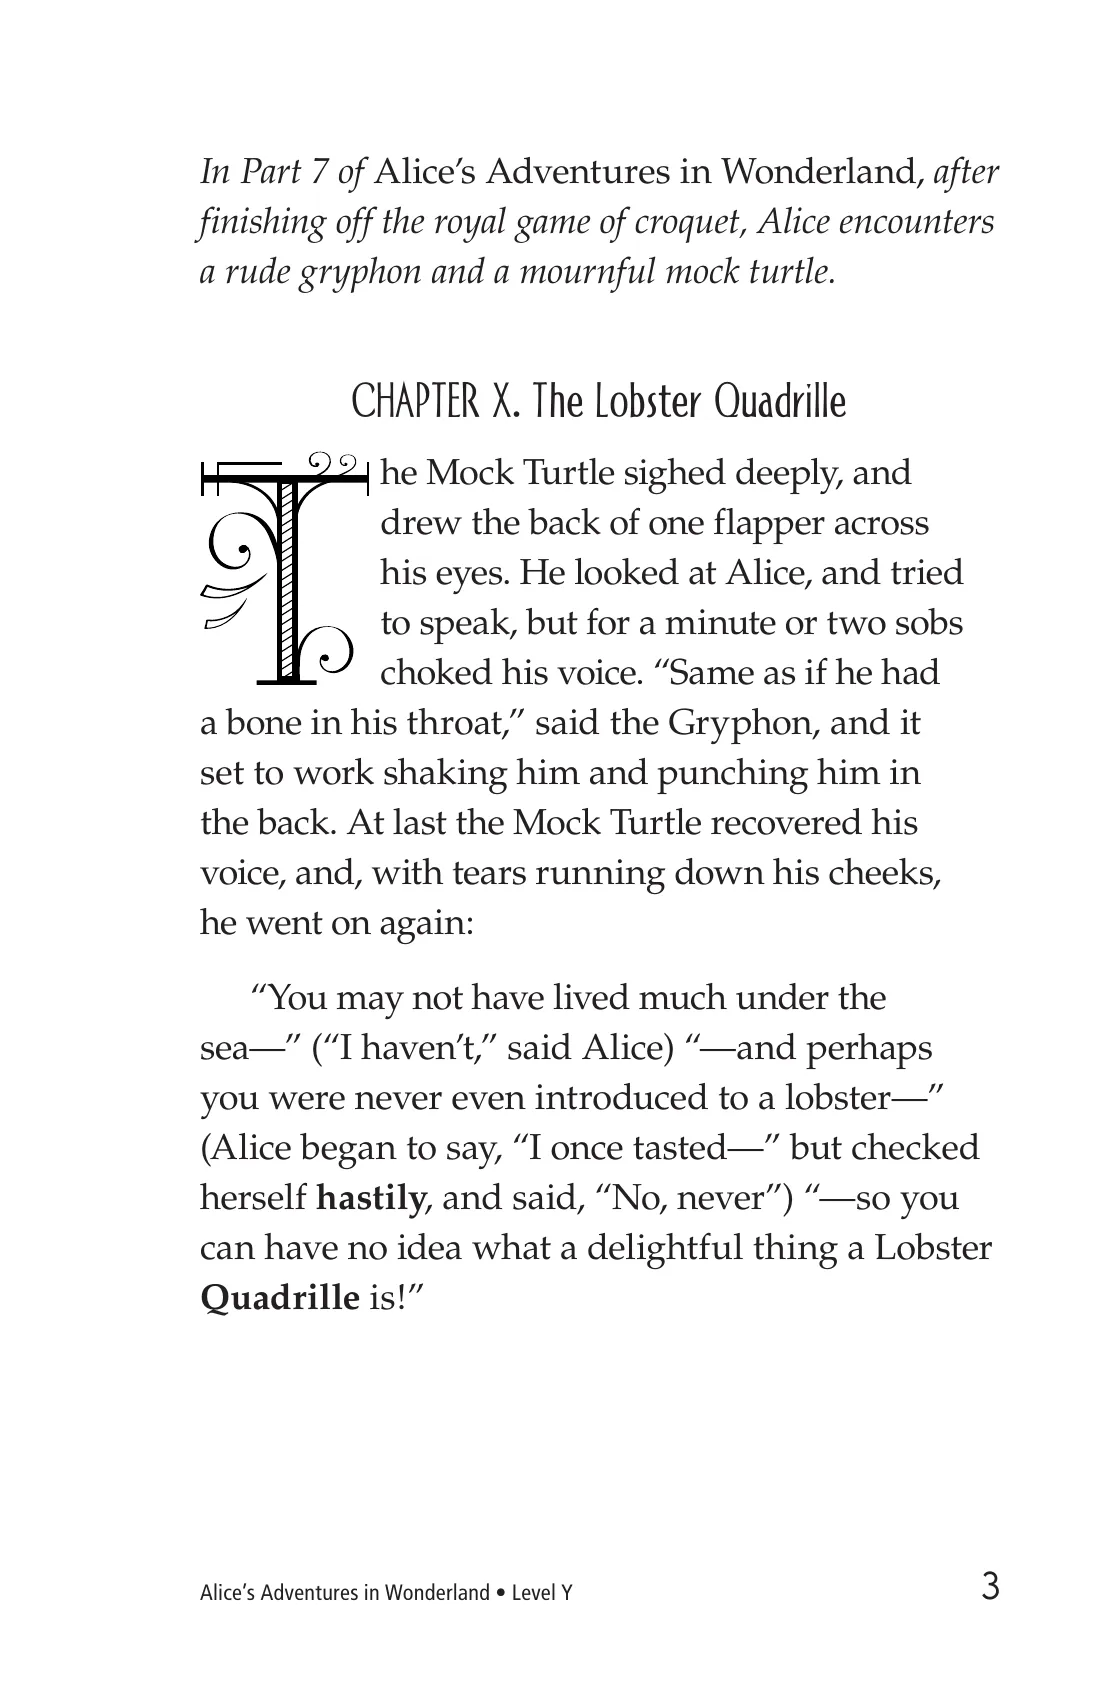 In Part 7 of Alice’s Adventures in Wonderland, after
finishing off the royal game of croquet, Alice encounters
a rude gryphon and a mournful mock turtle.
CHAPTER X. The Lobster Quadrille
The Mock Turtle sighed deeply, and
drew the back of one flapper across
his eyes. He looked at Alice, and tried
to speak, but for a minute or two sobs
choked his voice. “Same as if he had
a bone in his throat,” said the Gryphon, and it
set to work shaking him and punching him in
the back. At last the Mock Turtle recovered his
voice, and, with tears running down his cheeks,
he went on again:
“You may not have lived much under the
sea—” (“I haven’t,” said Alice) “—and perhaps
you were never even introduced to a lobster—”
(Alice began to say, “I once tasted—” but checked
herself hastily, and said, “No, never”) “—so you
can have no idea what a delightful thing a Lobster
Quadrille is!”
Alice’s Adventures in Wonderland • Level Y
3